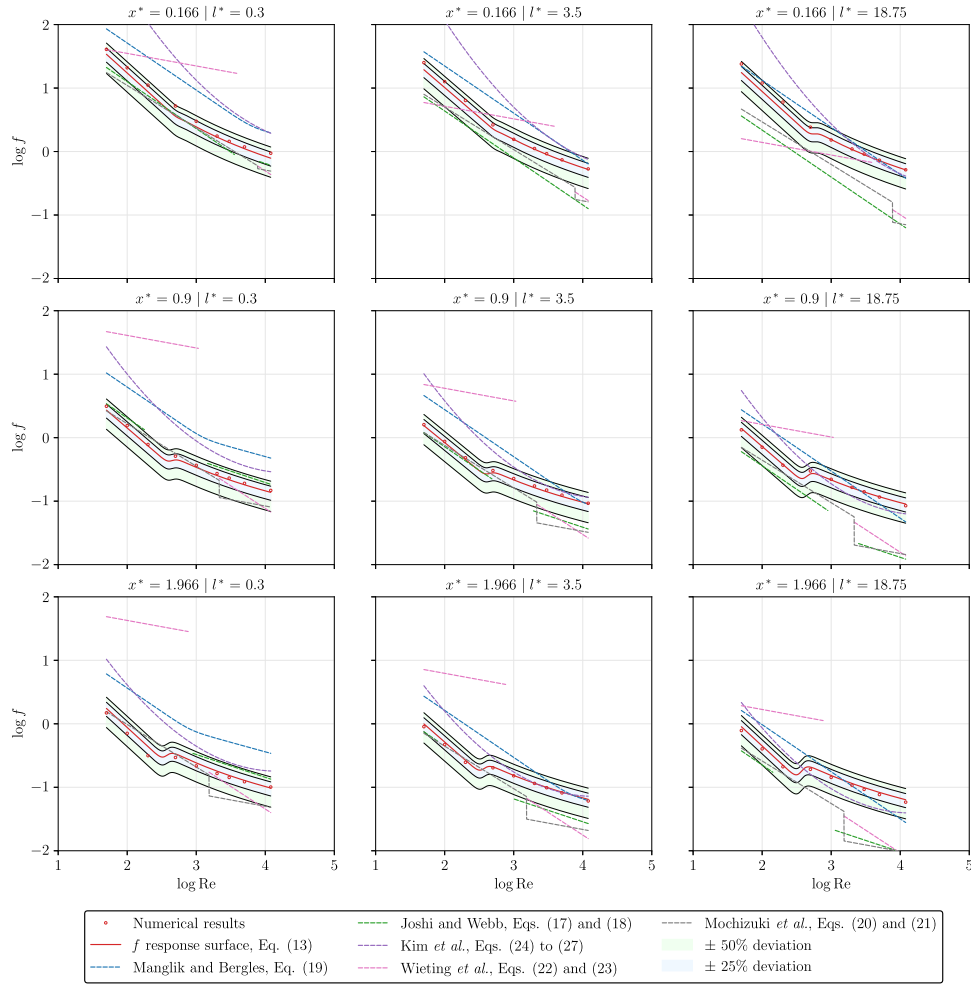 x* = 0.166 | l* = 0.3
x* = 0.166 | l* = 3.5
x* = 0.166 | l* = 18.75
2
1
0
−1
−2
log f
x* = 0.9 | l* = 0.3
x* = 0.9 | l* = 3.5
x* = 0.9 | l* = 18.75
2
1
0
−1
−2
log f
x* = 1.966 | l* = 0.3
x* = 1.966 | l* = 3.5
x* = 1.966 | l* = 18.75
2
1
0
−1
−2
log f
1 2 3 4 5
1 2 3 4 5
1 2 3 4 5
log Re
log Re
log Re
Numerical results
f response surface, Eq. (13)
Manglik and Bergles, Eq. (19)
Joshi and Webb, Eqs. (17) and (18)
Kim et al., Eqs. (24) to (27)
Wieting et al., Eqs. (22) and (23)
Mochizuki et al., Eqs. (20) and (21)
± 50% deviation
± 25% deviation